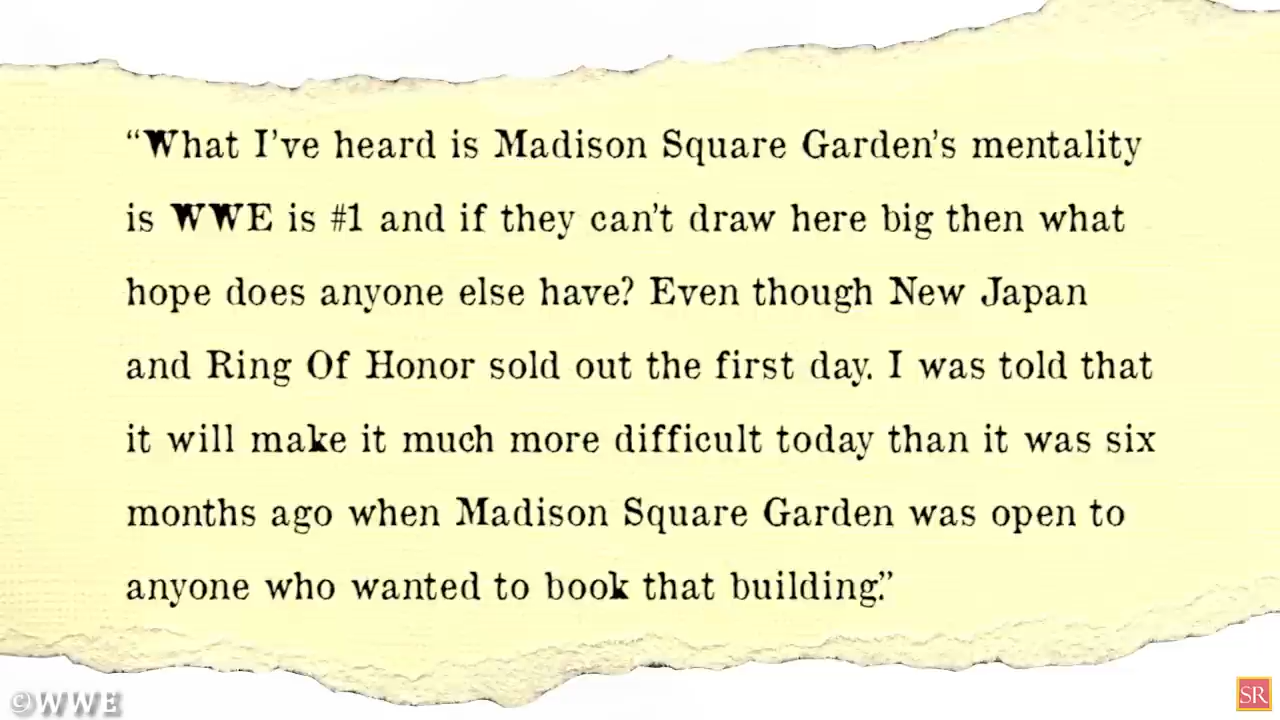 “What I’ve heard is Madison Square Garden’s mentality
is WWE is #1 and if they can’t draw here big then what
hope does anyone else have? Even though New Japan
and Ring Of Honor sold out the first day. I was told that
it will make it much more difficult today than it was six
months ago when Madison Square Garden was open to
anyone who wanted to book that building.”
©WWE
SR